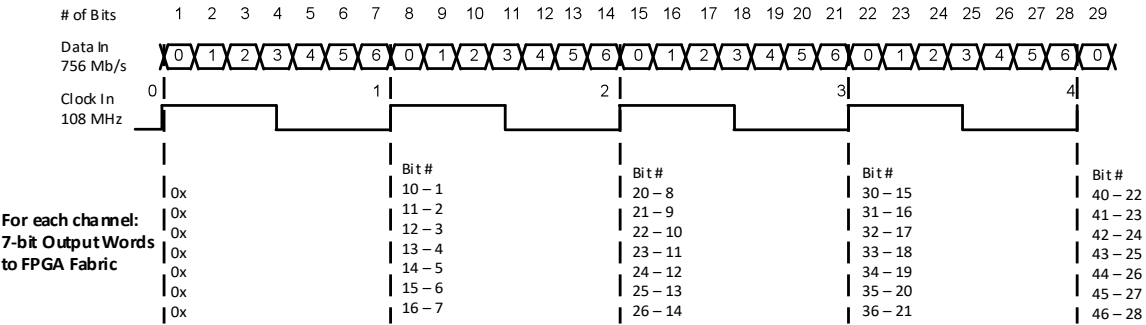 # of Bits 1 2 3 4 5 6 7 8 9 10 11 12 13 14 15 16 17 18 19 20 21 22 23 24 25 26 27 28 29
Data In
756 Mb/s
0 1 2 3 4 5 6 0 1 2 3 4 5 6 0 1 2 3 4 5 6 0 1 2 3 4 5 6 0
Clock In
108 MHz
0 1 2 3 4
For each channel:
7-bit Output Words
to FPGA Fabric
0x
0x
0x
0x
0x
0x
0x
Bit #
10 – 1
11 – 2
12 – 3
13 – 4
14 – 5
15 – 6
16 – 7
Bit #
20 – 8
21 – 9
22 – 10
23 – 11
24 – 12
25 – 13
26 – 14
Bit #
30 – 15
31 – 16
32 – 17
33 – 18
34 – 19
35 – 20
36 – 21
Bit #
40 – 22
41 – 23
42 – 24
43 – 25
44 – 26
45 – 27
46 – 28